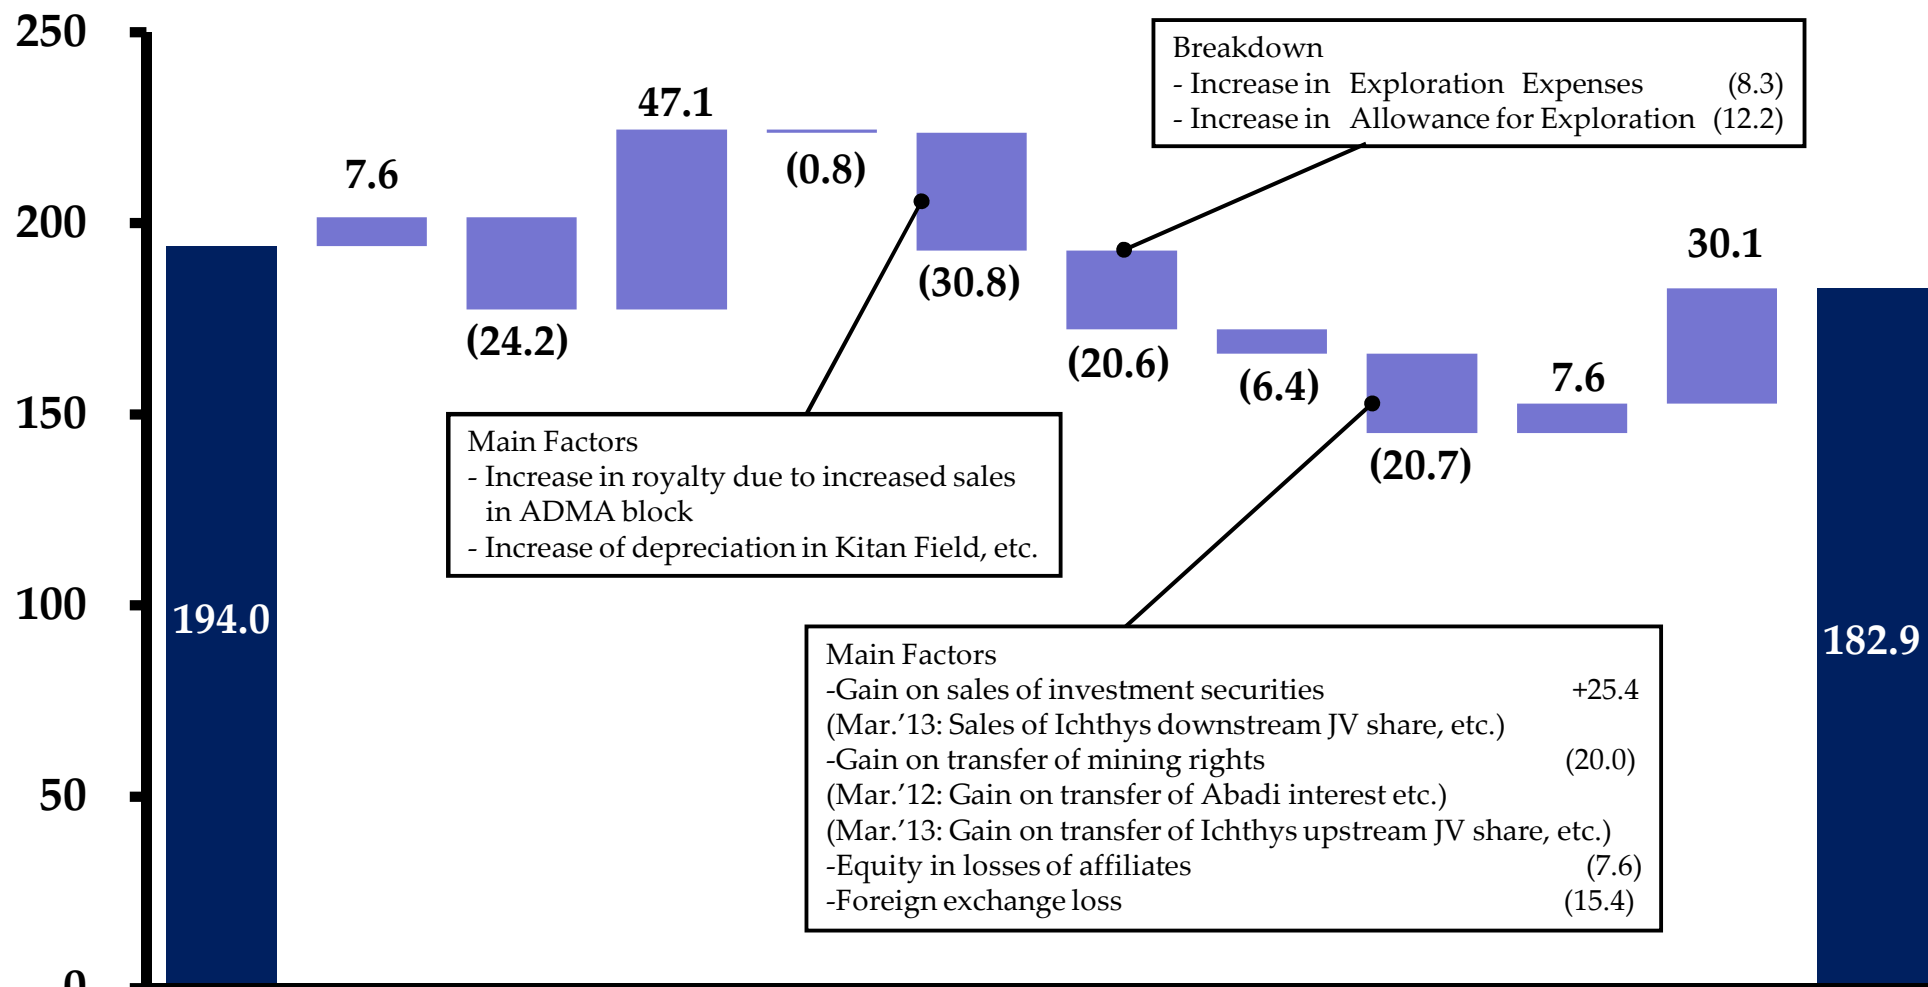 250
200
150
100
50
0
194.0
7.6
(24.2)
47.1
(0.8)
(30.8)
(20.6)
(6.4)
(20.7)
7.6
30.1
182.9
Breakdown
- Increase in Exploration Expenses (8.3)
- Increase in Allowance for Exploration (12.2)
Main Factors
- Increase in royalty due to increased sales
in ADMA block
- Increase of depreciation in Kitan Field, etc.
Main Factors
-Gain on sales of investment securities +25.4
(Mar.’13: Sales of Ichthys downstream JV share, etc.)
-Gain on transfer of mining rights (20.0)
(Mar.’12: Gain on transfer of Abadi interest etc.)
(Mar.’13: Gain on transfer of Ichthys upstream JV share, etc.)
-Equity in losses of affiliates (7.6)
-Foreign exchange loss (15.4)